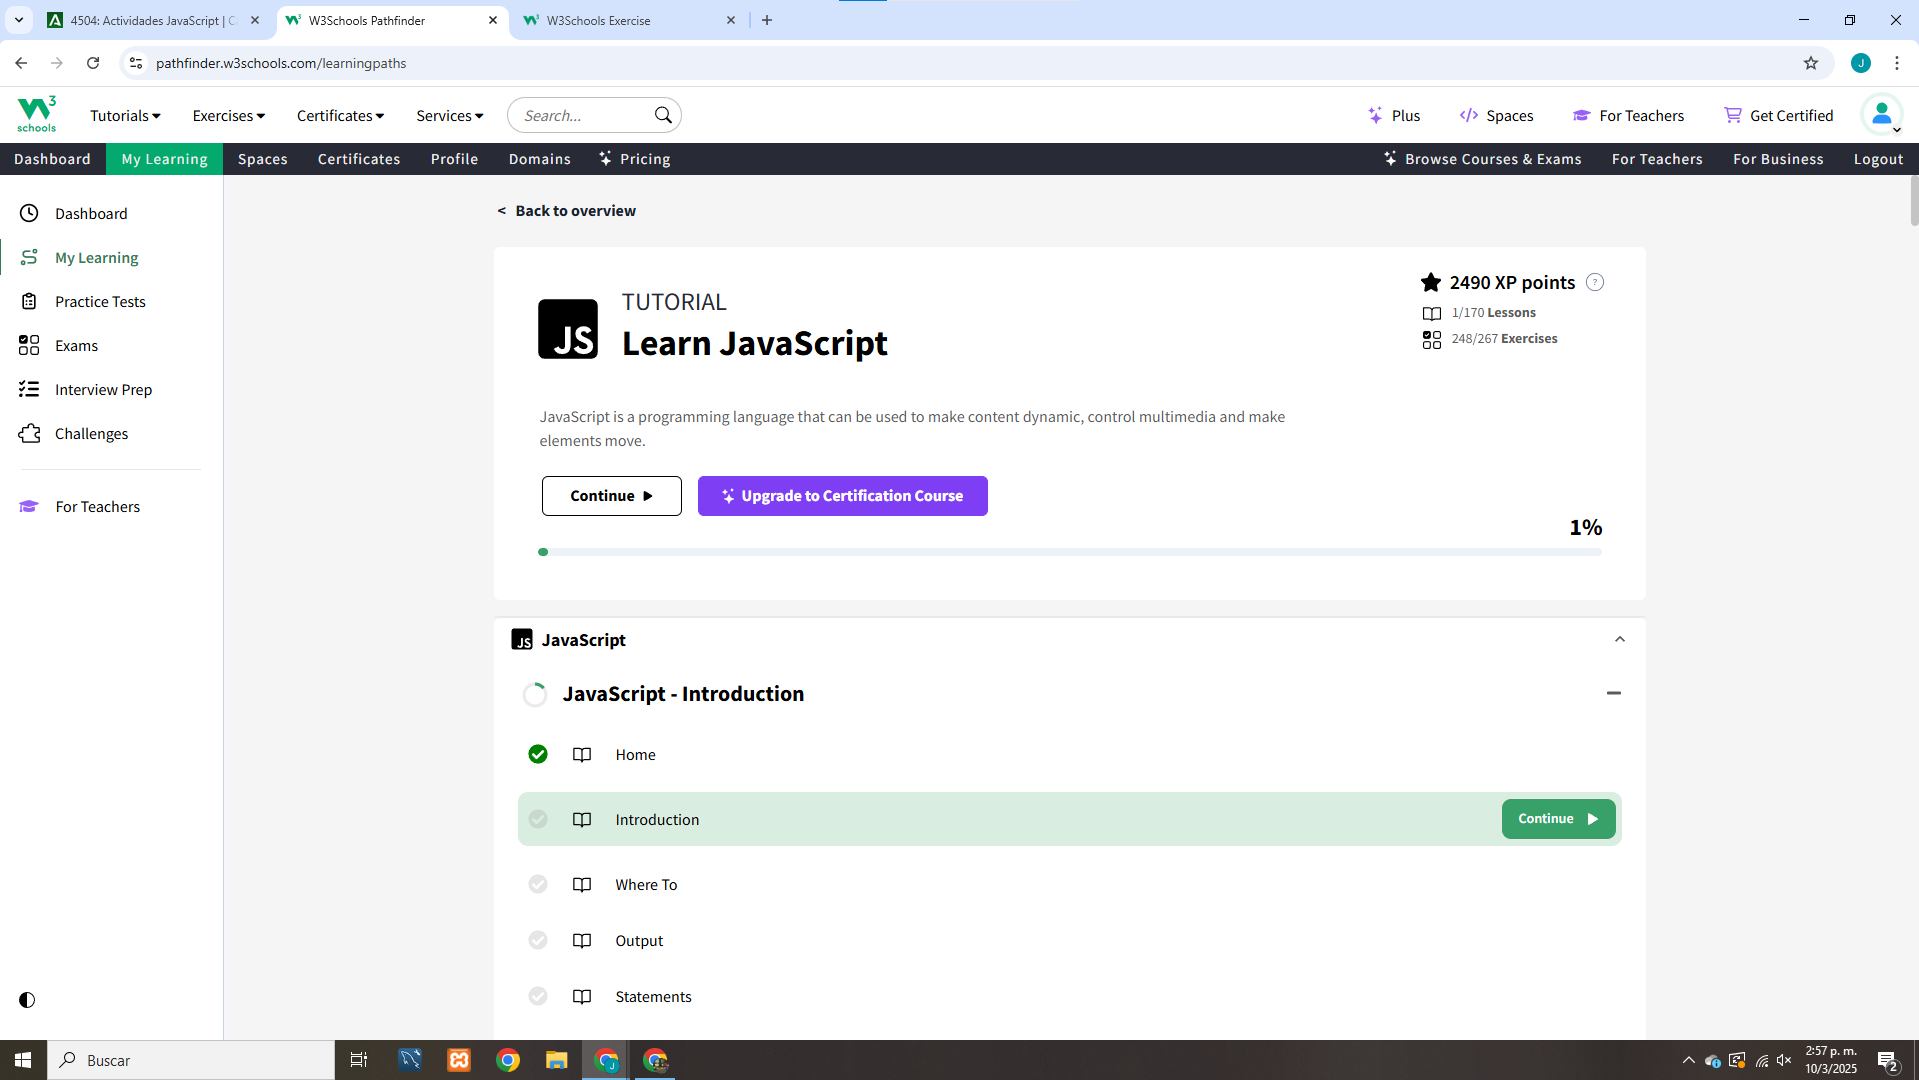 4504: Actividades JavaScript | C
W3Schools Pathfinder
W3Schools Exercise
pathfinder.w3schools.com/learningpaths
J
3
schools
Tutorials
Exercises
Certificates
Services
Search...
Plus
Spaces
For Teachers
Get Certified
Dashboard
My Learning
Spaces
Certificates
Profile
Domains
Pricing
Browse Courses & Exams
For Teachers
For Business
Logout
Dashboard
My Learning
Practice Tests
Exams
Interview Prep
Challenges
For Teachers
< Back to overview
JS
TUTORIAL
Learn JavaScript
2490 XP points ?
1/170 Lessons
248/267 Exercises
JavaScript is a programming language that can be used to make content dynamic, control multimedia and make
elements move.
Continue
Upgrade to Certification Course
1%
JS JavaScript
JavaScript - Introduction
Home
Introduction
Continue
Where To
Output
Statements
Buscar
J
2:57 p. m.
10/3/2025
2